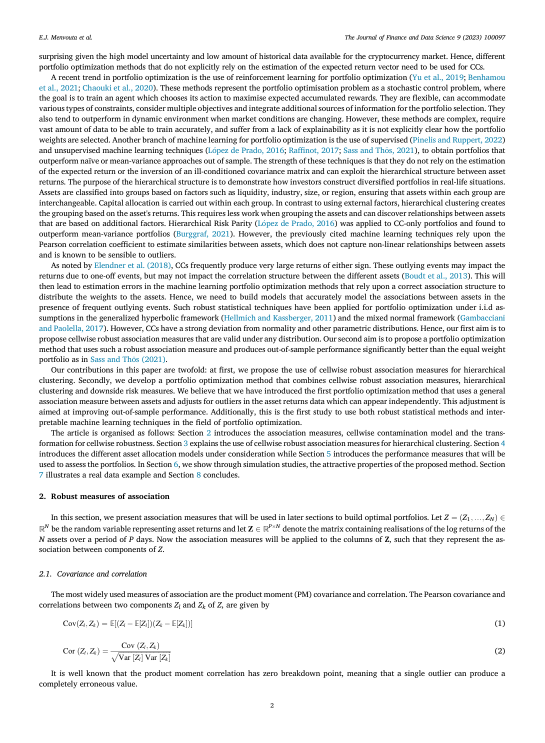 E.J. Menvouta et al.
The Journal of Finance and Data Science 9 (2023) 100097
surprising given the high model uncertainty and low amount of historical data available for the cryptocurrency market. Hence, different
portfolio optimization methods that do not explicitly rely on the estimation of the expected return vector need to be used for CCs.
A recent trend in portfolio optimization is the use of reinforcement learning for portfolio optimization (Yu et al., 2019; Benhamou
et al., 2021; Chaouki et al., 2020). These methods represent the portfolio optimisation problem as a stochastic control problem, where
the goal is to train an agent which chooses its action to maximise expected accumulated rewards. They are flexible, can accommodate
various types of constraints, consider multiple objectives and integrate additional sources of information for the portfolio selection. They
also tend to outperform in dynamic environment when market conditions are changing. However, these methods are complex, require
vast amount of data to be able to train accurately, and suffer from a lack of explainability as it is not explicitly clear how the portfolio
weights are selected. Another branch of machine learning for portfolio optimization is the use of supervised (Pinelis and Ruppert, 2022)
and unsupervised machine learning techniques (López de Prado, 2016; Raffinot, 2017; Sass and Thös, 2021), to obtain portfolios that
outperform naïve or mean-variance approaches out of sample. The strength of these techniques is that they do not rely on the estimation
of the expected return or the inversion of an ill-conditioned covariance matrix and can exploit the hierarchical structure between asset
returns. The purpose of the hierarchical structure is to demonstrate how investors construct diversified portfolios in real-life situations.
Assets are classified into groups based on factors such as liquidity, industry, size, or region, ensuring that assets within each group are
interchangeable. Capital allocation is carried out within each group. In contrast to using external factors, hierarchical clustering creates
the grouping based on the asset's returns. This requires less work when grouping the assets and can discover relationships between assets
that are based on additional factors. Hierarchical Risk Parity (López de Prado, 2016) was applied to CC-only portfolios and found to
outperform mean-variance portfolios (Burggraf, 2021). However, the previously cited machine learning techniques rely upon the
Pearson correlation coefficient to estimate similarities between assets, which does not capture non-linear relationships between assets
and is known to be sensible to outliers.
As noted by Elendner et al. (2018), CCs frequently produce very large returns of either sign. These outlying events may impact the
returns due to one-off events, but may not impact the correlation structure between the different assets (Boudt et al., 2013). This will
then lead to estimation errors in the machine learning portfolio optimization methods that rely upon a correct association structure to
distribute the weights to the assets. Hence, we need to build models that accurately model the associations between assets in the
presence of frequent outlying events. Such robust statistical techniques have been applied for portfolio optimization under i.i.d as-
sumptions in the generalized hyperbolic framework (Hellmich and Kassberger, 2011) and the mixed normal framework (Gambacciani
and Paolella, 2017). However, CCs have a strong deviation from normality and other parametric distributions. Hence, our first aim is to
propose cellwise robust association measures that are valid under any distribution. Our second aim is to propose a portfolio optimization
method that uses such a robust association measure and produces out-of-sample performance significantly better than the equal weight
portfolio as in Sass and Thös (2021).
Our contributions in this paper are twofold: at first, we propose the use of cellwise robust association measures for hierarchical
clustering. Secondly, we develop a portfolio optimization method that combines cellwise robust association measures, hierarchical
clustering and downside risk measures. We believe that we have introduced the first portfolio optimization method that uses a general
association measure between assets and adjusts for outliers in the asset returns data which can appear independently. This adjustment is
aimed at improving out-of-sample performance. Additionally, this is the first study to use both robust statistical methods and inter-
pretable machine learning techniques in the field of portfolio optimization.
The article is organised as follows: Section 2 introduces the association measures, cellwise contamination model and the trans-
formation for cellwise robustness. Section 3 explains the use of cellwise robust association measures for hierarchical clustering. Section 4
introduces the different asset allocation models under consideration while Section 5 introduces the performance measures that will be
used to assess the portfolios. In Section 6, we show through simulation studies, the attractive properties of the proposed method. Section
7 illustrates a real data example and Section 8 concludes.
2. Robust measures of association
In this section, we present association measures that will be used in later sections to build optimal portfolios. Let Z = (Z₁, …, Z_N) ∈
ℝ^N be the random variable representing asset returns and let 𝐙 ∈ ℝ^{P×N} denote the matrix containing realisations of the log returns of the
N assets over a period of P days. Now the association measures will be applied to the columns of 𝐙, such that they represent the as-
sociation between components of Z.
2.1. Covariance and correlation
The most widely used measures of association are the product moment (PM) covariance and correlation. The Pearson covariance and
correlations between two components Z_l and Z_k of Z, are given by
Cov(Z_l, Z_k) = 𝔼[(Z_l − 𝔼[Z_l])(Z_k − 𝔼[Z_k])] (1)
Cor (Z_l, Z_k) = Cov (Z_l, Z_k) / √(Var [Z_l] Var [Z_k]) (2)
It is well known that the product moment correlation has zero breakdown point, meaning that a single outlier can produce a
completely erroneous value.
2